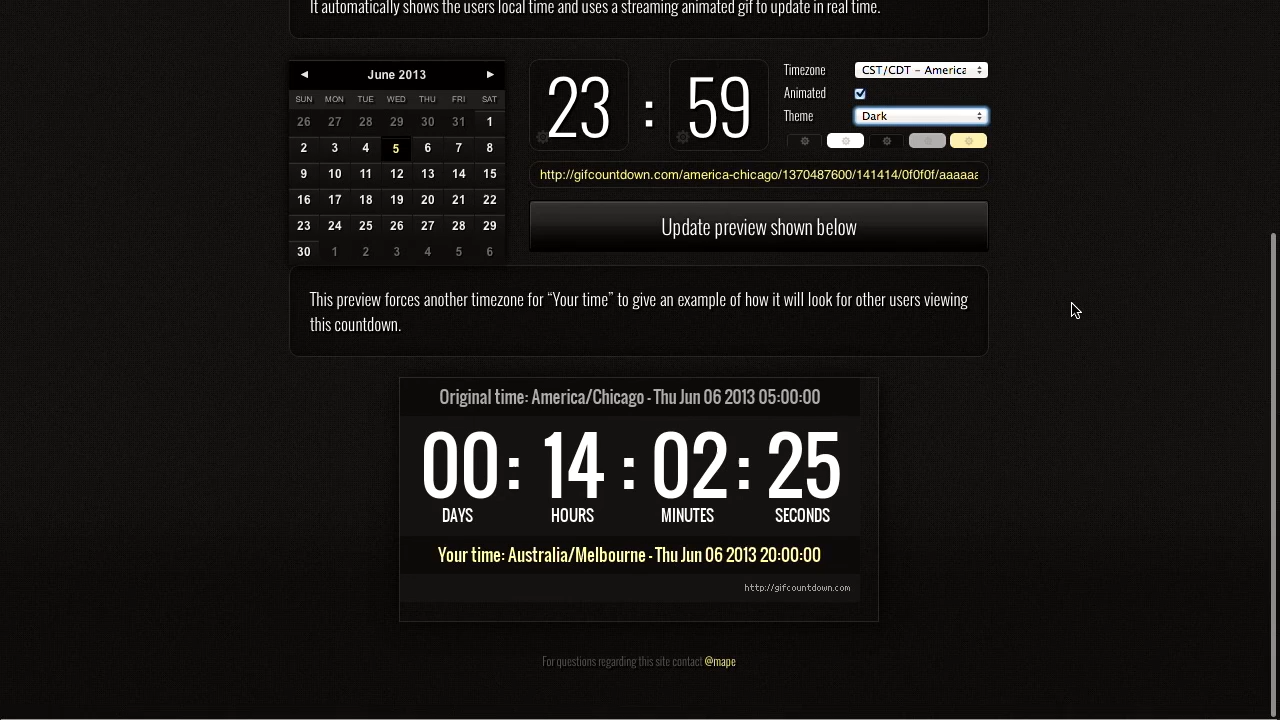 It automatically shows the users local time and uses a streaming animated gif to update in real time.
◄ June 2013 ►
SUN MON TUE WED THU FRI SAT
26 27 28 29 30 31 1
2 3 4 5 6 7 8
9 10 11 12 13 14 15
16 17 18 19 20 21 22
23 24 25 26 27 28 29
30 1 2 3 4 5 6
23 : 59
Timezone CST/CDT - America
Animated
Theme Dark
http://gifcountdown.com/america-chicago/1370487600/141414/0f0f0f/aaaaaa
Update preview shown below
This preview forces another timezone for “Your time” to give an example of how it will look for other users viewing
this countdown.
Original time: America/Chicago - Thu Jun 06 2013 05:00:00
00 : 14 : 02 : 25
DAYS HOURS MINUTES SECONDS
Your time: Australia/Melbourne - Thu Jun 06 2013 20:00:00
http://gifcountdown.com
For questions regarding this site contact @mape